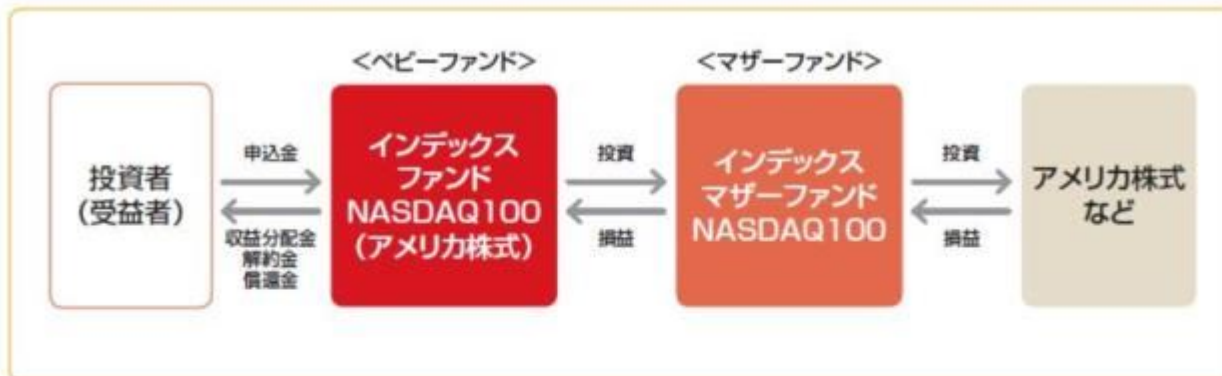 <ベビーファンド>
<マザーファンド>
投資者
(受益者)
申込金
収益分配金
解約金
償還金
インデックス
ファンド
NASDAQ100
(アメリカ株式)
投資
損益
インデックス
マザーファンド
NASDAQ100
投資
損益
アメリカ株式
など